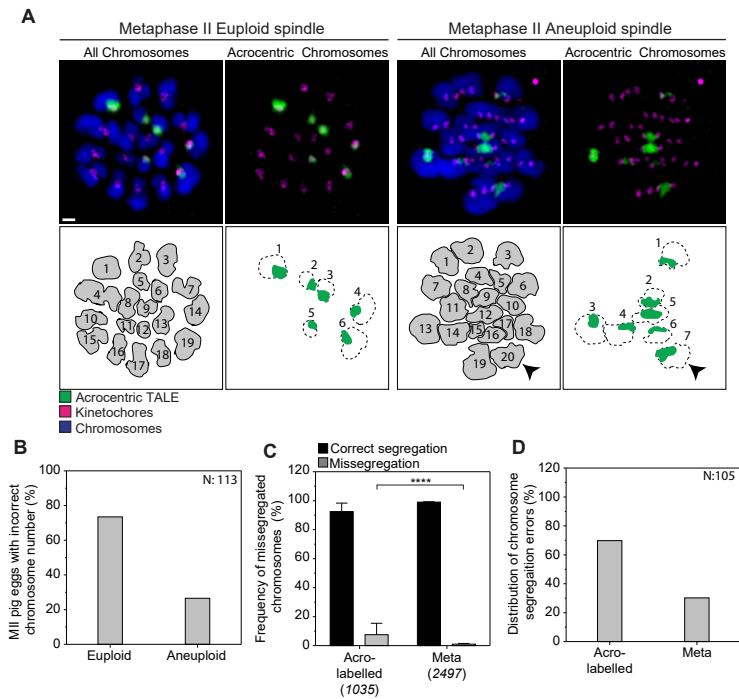 A
Metaphase II Euploid spindle
Metaphase II Aneuploid spindle
All Chromosomes
Acrocentric Chromosomes
All Chromosomes
Acrocentric Chromosomes
1
2
3
4
5
6
7
8
9
10
11
12
13
14
15
16
17
18
19
1
2
3
4
5
6
1
2
3
4
5
6
7
8
9
10
11
12
13
14
15
16
17
18
19
20
1
2
3
4
5
6
7
Acrocentric TALE
Kinetochores
Chromosomes
B
MII pig eggs with incorrect
chromosome number (%)
100
80
60
40
20
0
N: 113
Euploid
Aneuploid
C
Correct segregation
Missegregation
Frequency of missegregated
chromosomes (%)
120
100
80
60
40
20
0
****
Acro-
labelled
(1035)
Meta
(2497)
D
Distribution of chromosome
segregation errors (%)
120
100
80
60
40
20
0
N:105
Acro-
labelled
Meta